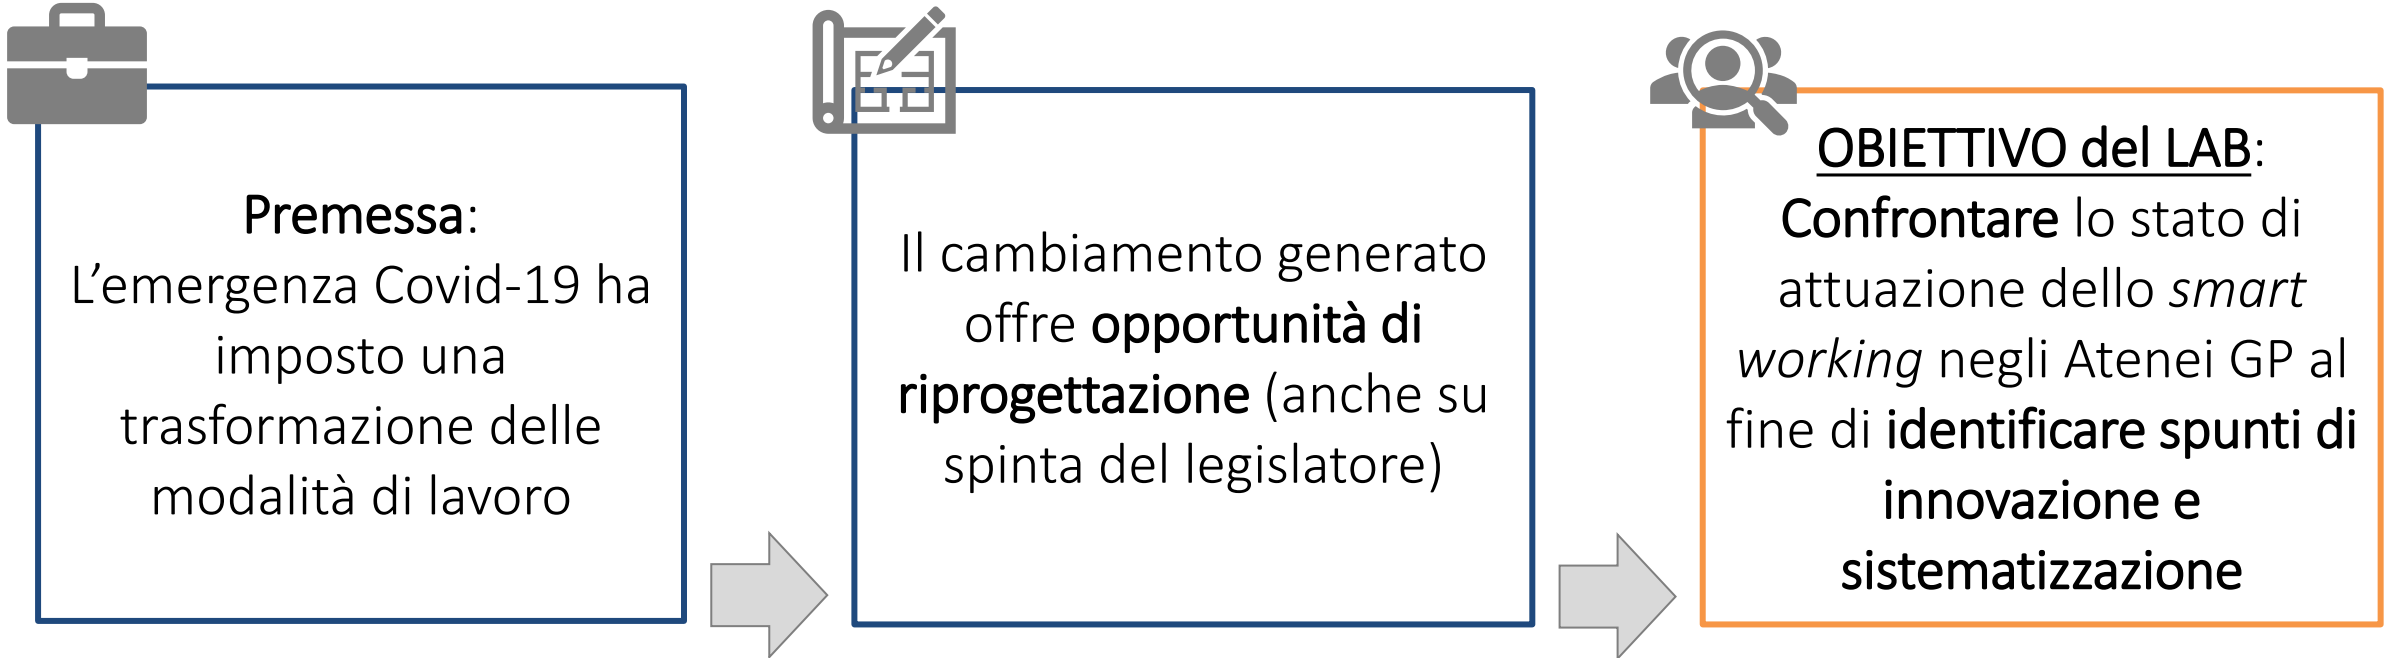 Premessa:
L’emergenza Covid-19 ha
imposto una
trasformazione delle
modalità di lavoro
Il cambiamento generato
offre opportunità di
riprogettazione (anche su
spinta del legislatore)
OBIETTIVO del LAB:
Confrontare lo stato di
attuazione dello smart
working negli Atenei GP al
fine di identificare spunti di
innovazione e
sistematizzazione